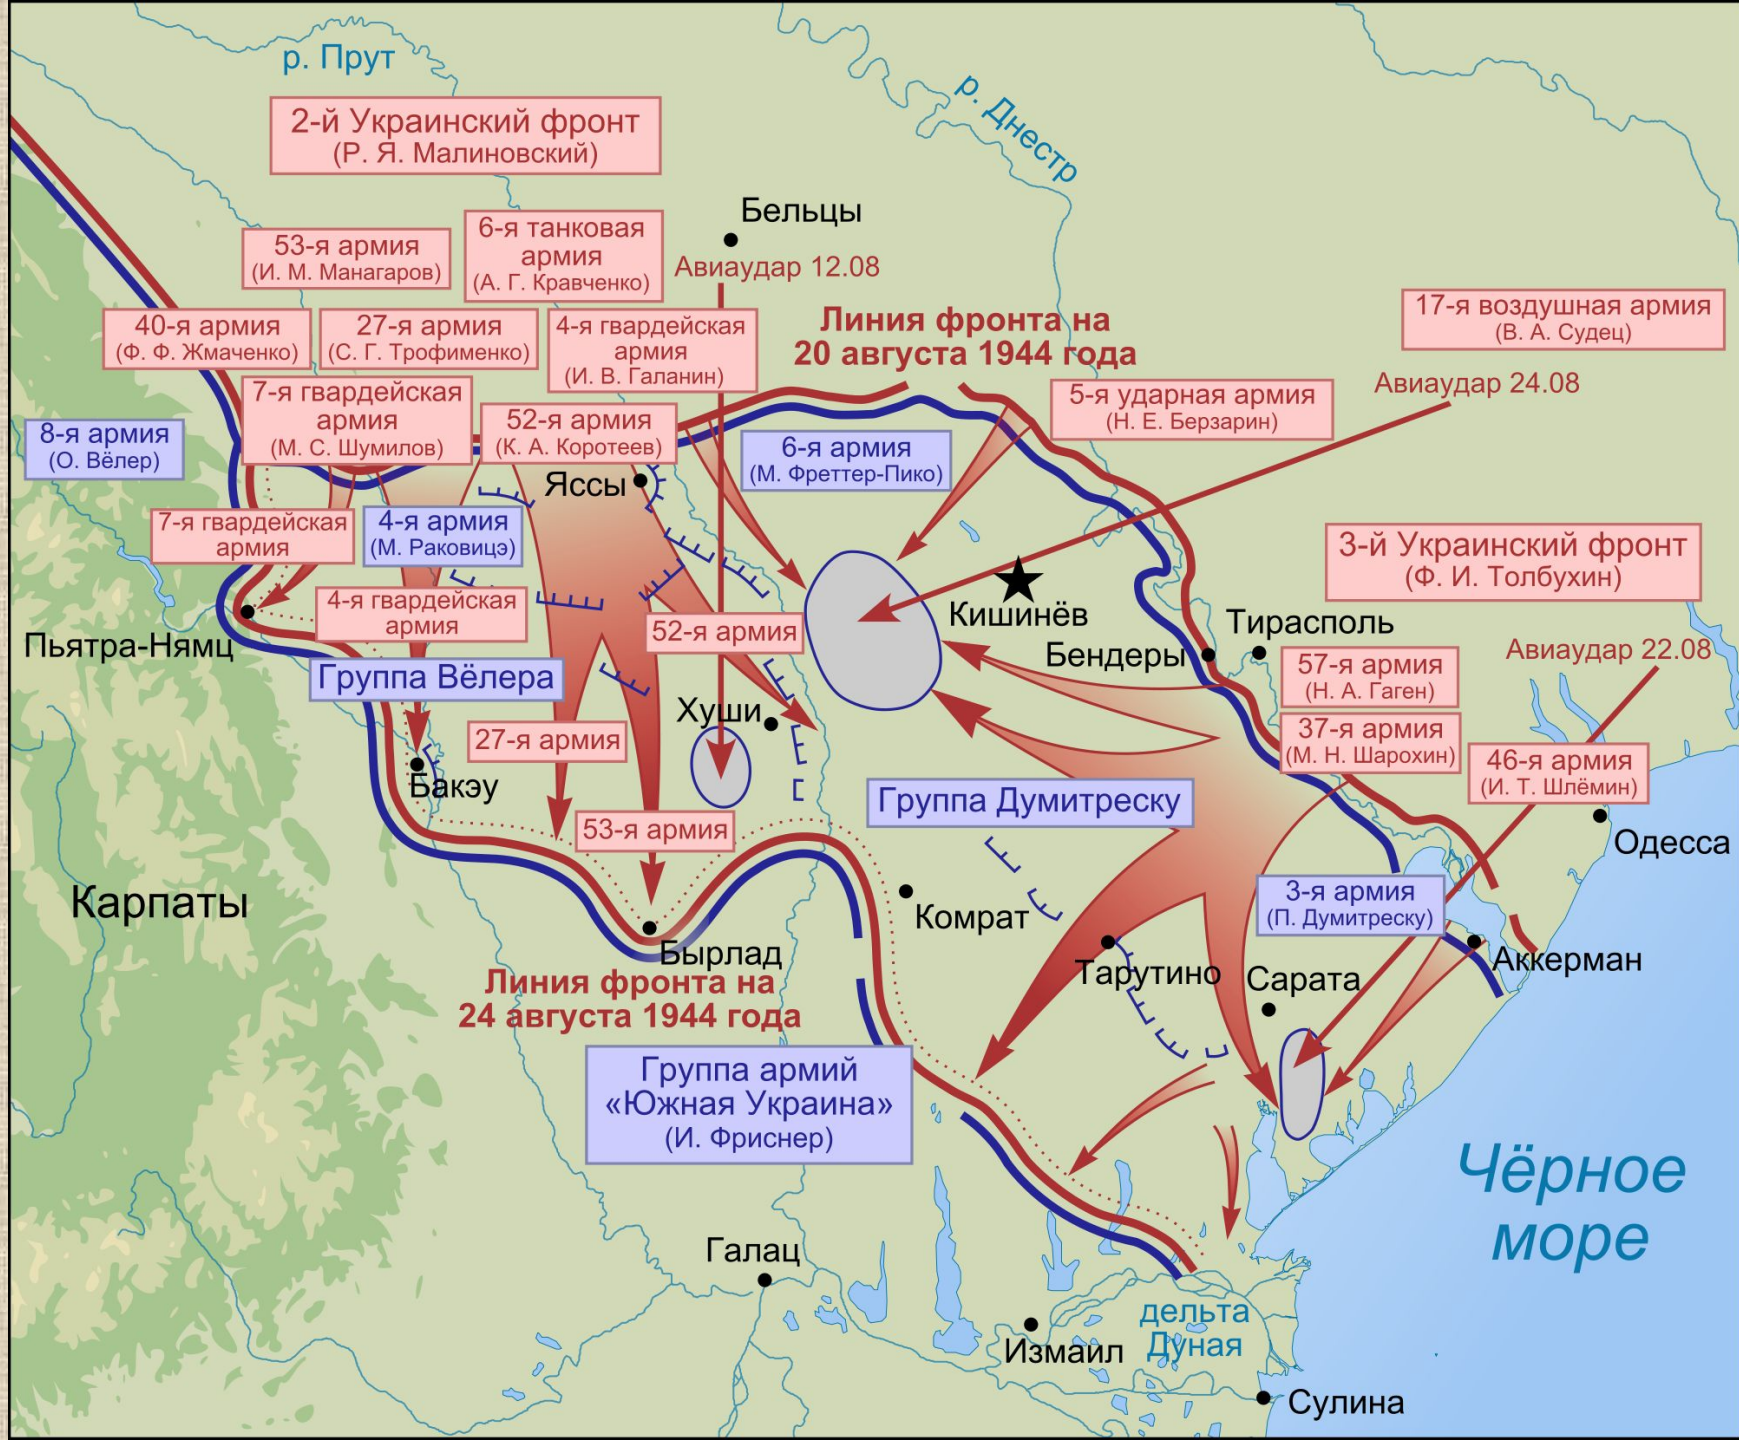 р. Прут
2-й Украинский фронт
(Р. Я. Малиновский)
р. Днестр
Бельцы
Авиаудар 12.08
53-я армия
(И. М. Манагаров)
6-я танковая
армия
(А. Г. Кравченко)
40-я армия
(Ф. Ф. Жмаченко)
27-я армия
(С. Г. Трофименко)
4-я гвардейская
армия
(И. В. Галанин)
Линия фронта на
20 августа 1944 года
17-я воздушная армия
(В. А. Судец)
Авиаудар 24.08
7-я гвардейская
армия
(М. С. Шумилов)
52-я армия
(К. А. Коротеев)
5-я ударная армия
(Н. Е. Берзарин)
8-я армия
(О. Вёлер)
6-я армия
(М. Фреттер-Пико)
Яссы
7-я гвардейская
армия
4-я армия
(М. Раковицэ)
3-й Украинский фронт
(Ф. И. Толбухин)
4-я гвардейская
армия
Кишинёв
Пьятра-Нямц
52-я армия
Бендеры
Тирасполь
Авиаудар 22.08
57-я армия
(Н. А. Гаген)
Группа Вёлера
Хуши
27-я армия
37-я армия
(М. Н. Шарохин)
46-я армия
(И. Т. Шлёмин)
Бакэу
Группа Думитреску
53-я армия
Одесса
Карпаты
Комрат
3-я армия
(П. Думитреску)
Бырлад
Тарутино
Сарата
Аккерман
Линия фронта на
24 августа 1944 года
Группа армий
«Южная Украина»
(И. Фриснер)
Чёрное
море
Галац
Измаил
дельта
Дуная
Сулина